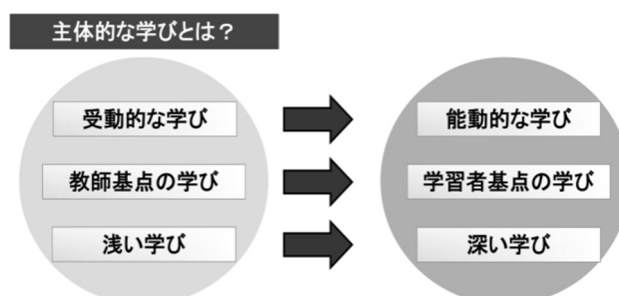 主体的な学びとは？
受動的な学び
能動的な学び
教師基点の学び
学習者基点の学び
浅い学び
深い学び